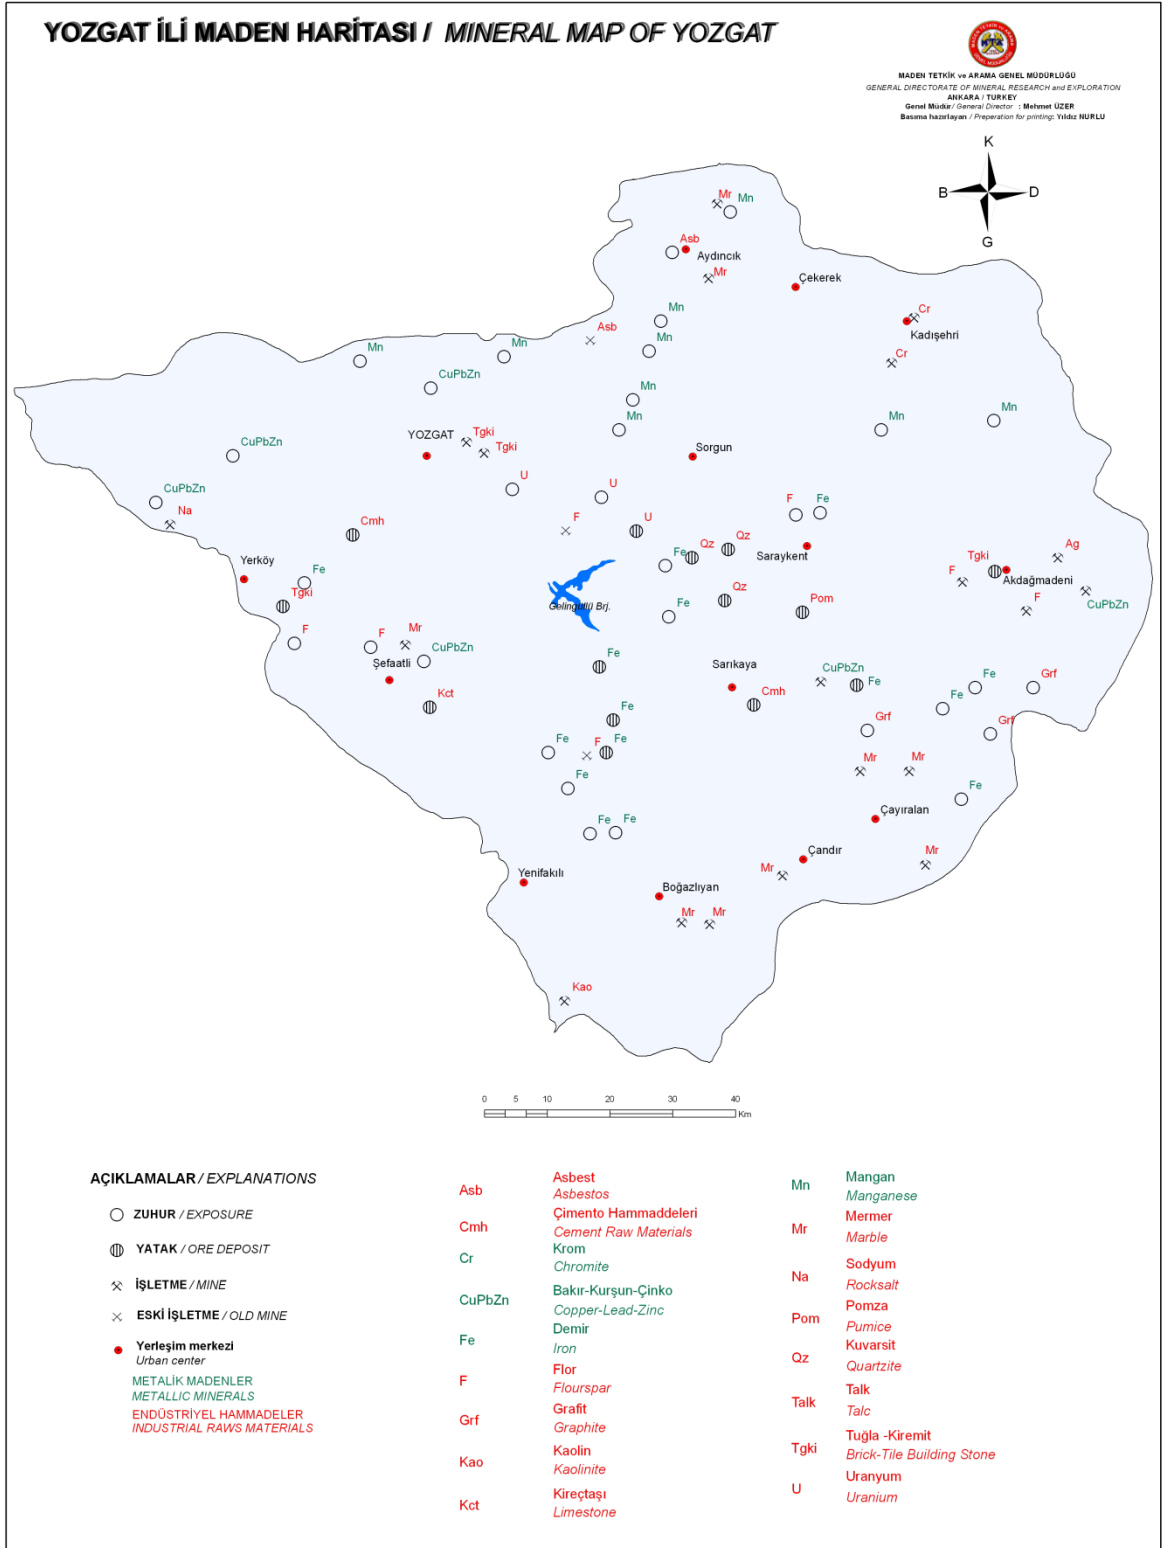 YOZGAT İLİ MADEN HARİTASI / MINERAL MAP OF YOZGAT
MADEN TETKİK ve ARAMA GENEL MÜDÜRLÜĞÜ
GENERAL DIRECTORATE OF MINERAL RESEARCH and EXPLORATION
ANKARA / TURKEY
Genel Müdür / General Director : Mehmet ÜZER
Basıma hazırlayan / Preperation for printing: Yıldız NURLU
K
B D
G
Mr Mn
Asb
Aydıncık
Mr
Çekerek
Mn
Cr
Kadışehri
Asb
Mn
Mn
Mn
Cr
CuPbZn
Mn
Mn
Mn
Mn
YOZGAT
Tgki
Tgki
CuPbZn
Sorgun
CuPbZn
Na
U
U
F
Fe
Cmh
F
U
Qz
Qz
Saraykent
Tgki
Ag
Yerköy
Fe
Fe
Akdağmadeni
F
Tgki
Gelingüllü Brj.
Fe
Qz
Pom
F
CuPbZn
F
F
Mr
CuPbZn
Şefaatli
Fe
Sarıkaya
CuPbZn
Fe
Fe
Grf
Kct
Cmh
Fe
Fe
Grf
Grf
Fe
F
Fe
Mr
Mr
Fe
Fe
Çayıralan
Fe
Fe
Çandır
Mr
Mr
Yenifakılı
Boğazlıyan
Mr
Mr
Kao
0 5 10 20 30 40
Km
AÇIKLAMALAR / EXPLANATIONS
ZUHUR / EXPOSURE
YATAK / ORE DEPOSIT
İŞLETME / MINE
ESKİ İŞLETME / OLD MINE
Yerleşim merkezi
Urban center
METALİK MADENLER
METALLIC MINERALS
ENDÜSTRİYEL HAMMADELER
INDUSTRIAL RAWS MATERIALS
Asb
Asbest
Asbestos
Cmh
Çimento Hammaddeleri
Cement Raw Materials
Cr
Krom
Chromite
CuPbZn
Bakır-Kurşun-Çinko
Copper-Lead-Zinc
Fe
Demir
Iron
F
Flor
Flourspar
Grf
Grafit
Graphite
Kao
Kaolin
Kaolinite
Kct
Kireçtaşı
Limestone
Mn
Mangan
Manganese
Mr
Mermer
Marble
Na
Sodyum
Rocksalt
Pom
Pomza
Pumice
Qz
Kuvarsit
Quartzite
Talk
Talk
Talc
Tgki
Tuğla -Kiremit
Brick-Tile Building Stone
U
Uranyum
Uranium